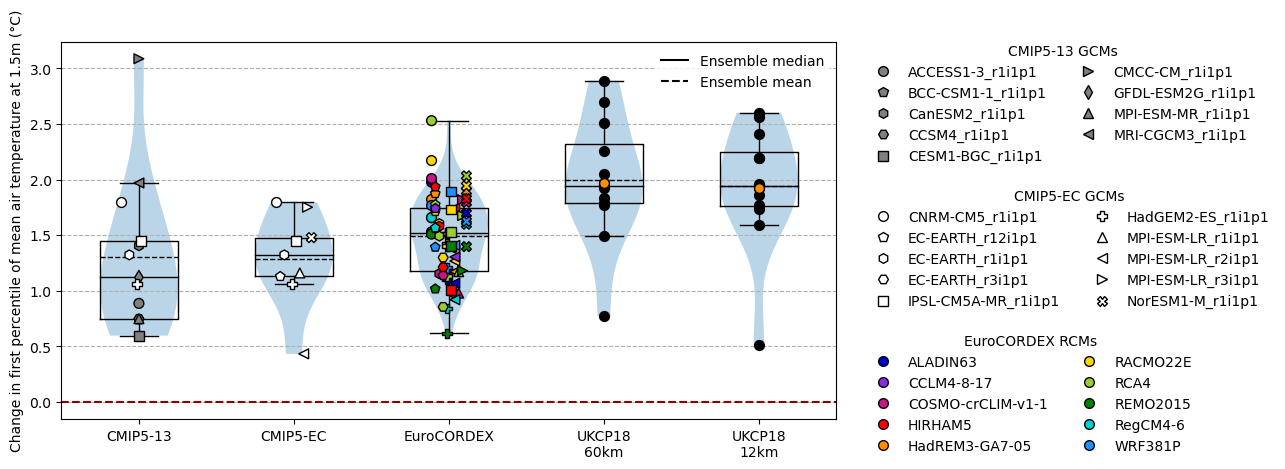 Change in first percentile of mean air temperature at 1.5m (°C)
3.0
2.5
2.0
1.5
1.0
0.5
0.0
Ensemble median
Ensemble mean
CMIP5-13
CMIP5-EC
EuroCORDEX
UKCP18
60km
UKCP18
12km
CMIP5-13 GCMs
ACCESS1-3_r1i1p1
BCC-CSM1-1_r1i1p1
CanESM2_r1i1p1
CCSM4_r1i1p1
CESM1-BGC_r1i1p1
CMCC-CM_r1i1p1
GFDL-ESM2G_r1i1p1
MPI-ESM-MR_r1i1p1
MRI-CGCM3_r1i1p1
CMIP5-EC GCMs
CNRM-CM5_r1i1p1
EC-EARTH_r12i1p1
EC-EARTH_r1i1p1
EC-EARTH_r3i1p1
IPSL-CM5A-MR_r1i1p1
HadGEM2-ES_r1i1p1
MPI-ESM-LR_r1i1p1
MPI-ESM-LR_r2i1p1
MPI-ESM-LR_r3i1p1
NorESM1-M_r1i1p1
EuroCORDEX RCMs
ALADIN63
CCLM4-8-17
COSMO-crCLIM-v1-1
HIRHAM5
HadREM3-GA7-05
RACMO22E
RCA4
REMO2015
RegCM4-6
WRF381P